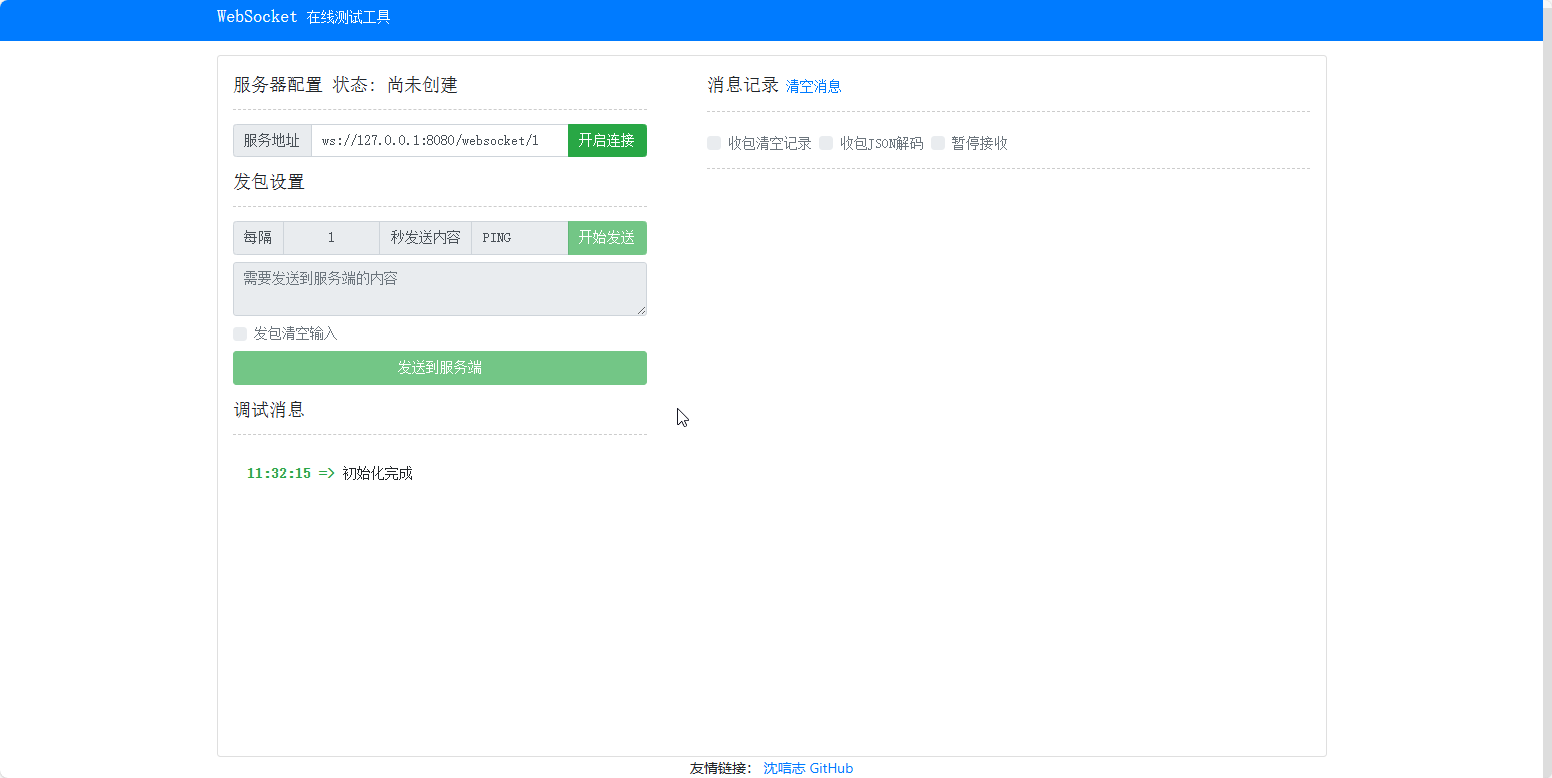 WebSocket 在线测试工具
服务器配置 状态: 尚未创建
服务地址 ws://127.0.0.1:8080/websocket/1 开启连接
发包设置
每隔 1 秒发送内容 PING 开始发送
需要发送到服务端的内容
发包清空输入
发送到服务端
调试消息
11:32:15 => 初始化完成
消息记录 清空消息
收包清空记录 收包JSON解码 暂停接收
友情链接: 沈唁志 GitHub